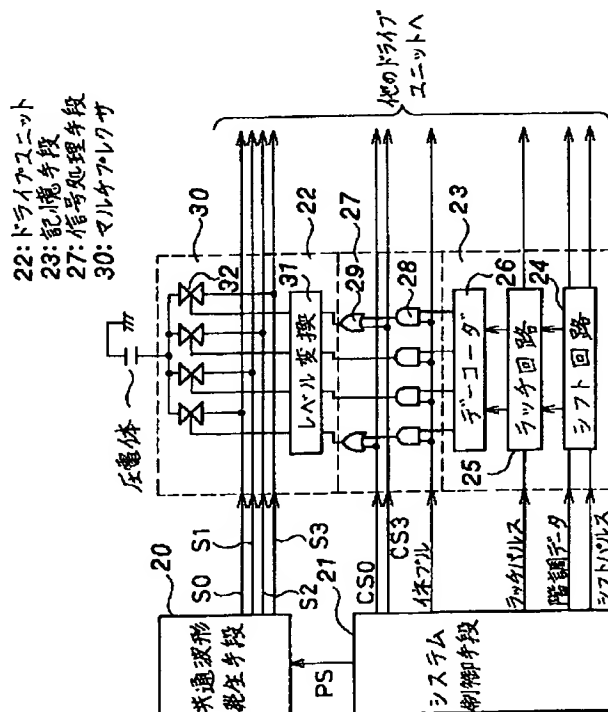 22:ドライブユニット
23:記憶手段
27:信号処理手段
30:マルチプレクサ
圧電体
30
32
22
31
レベル変換
27
29
28
23
26
デコーダ
ラッチ回路
25
24
シフト回路
他のドライブ
ユニットへ
20
共通波形
発生手段
S0
S1
S2
S3
PS
21
システム
制御手段
CS0
CS3
イネーブル
ラッチパルス
階調データ
シフトパルス